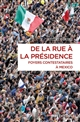 DE LA RUE À
LA PRÉSIDENCE
FOYERS CONTESTATAIRES
À MEXICO